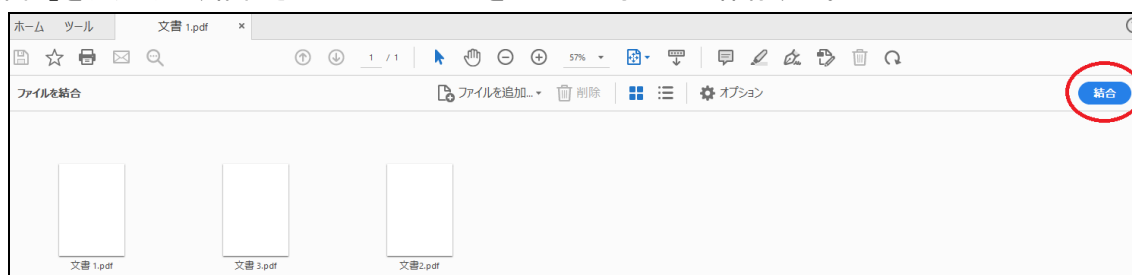 ホーム ツール 文書 1.pdf ×
1 / 1 57%
ファイルを結合 ファイルを追加... 削除 オプション 結合
文書 1.pdf 文書 3.pdf 文書2.pdf